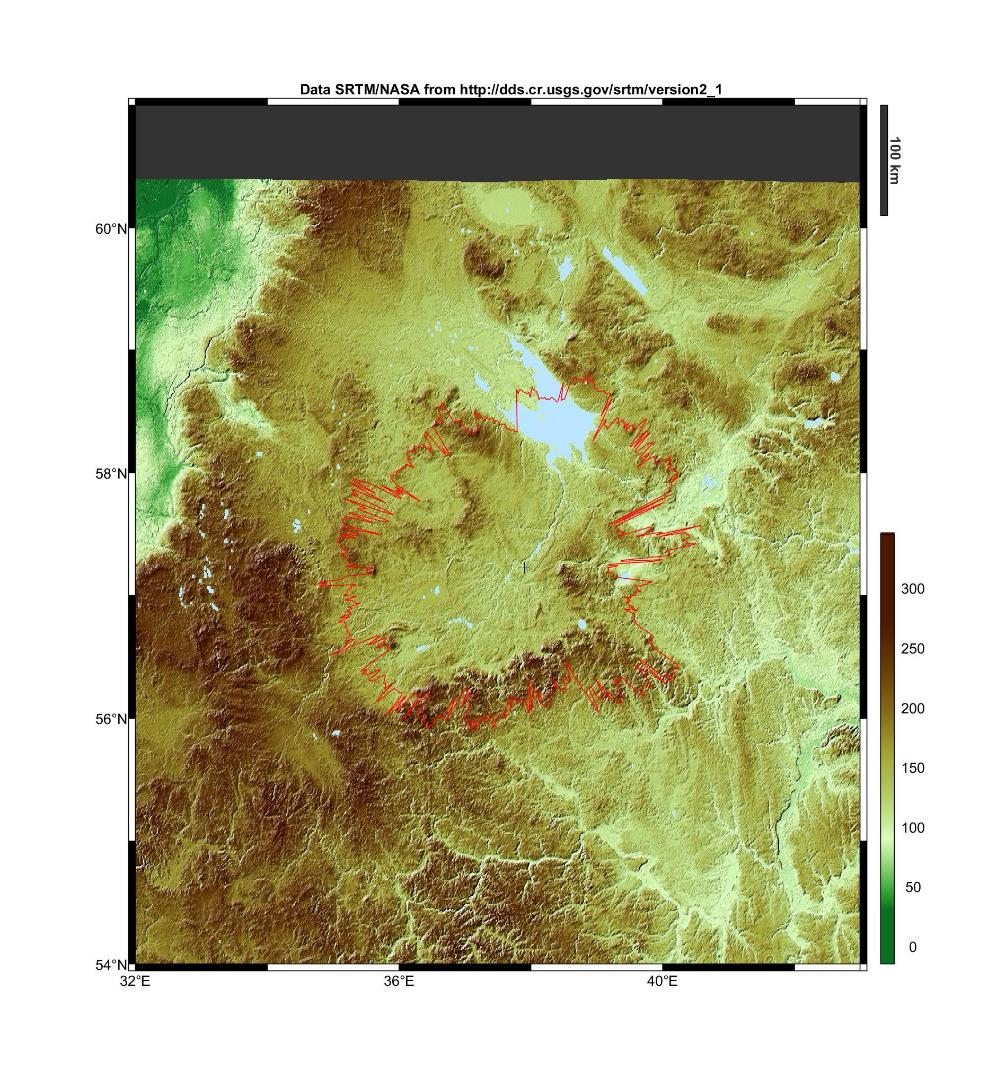 Data SRTM/NASA from http://dds.cr.usgs.gov/srtm/version2_1
100 km
60°N
58°N
56°N
54°N
32°E
36°E
40°E
300
250
200
150
100
50
0